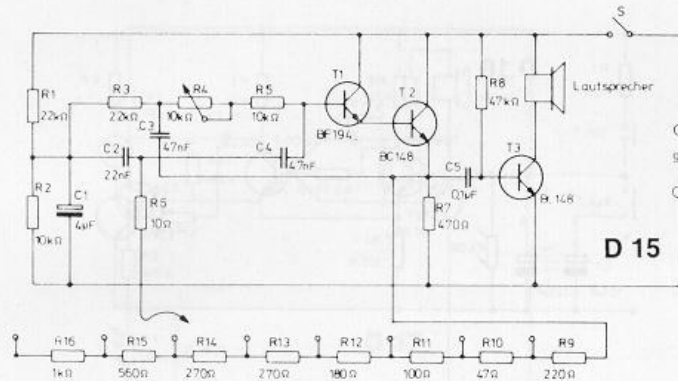 S
R1
22kΩ
R3
22kΩ
R4
10kΩ
R5
10kΩ
T1
BF194
T2
BC148
R8
47kΩ
Lautsprecher
C3
47nF
C2
22nF
C4
47nF
C5
0,1µF
T3
148
R2
10kΩ
C1
4µF
R6
10Ω
R7
470Ω
D 15
R16
1kΩ
R15
560Ω
R14
270Ω
R13
270Ω
R12
180Ω
R11
100Ω
R10
47Ω
R9
220Ω